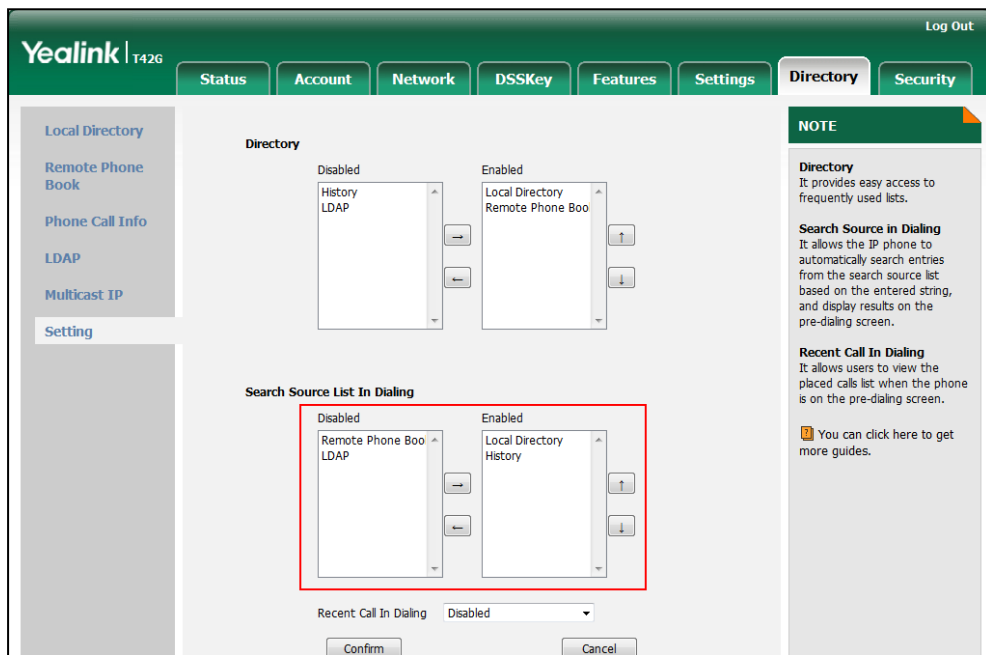 Log Out
Yealink | T42G
Status
Account
Network
DSSKey
Features
Settings
Directory
Security
Local Directory
Remote Phone
Book
Phone Call Info
LDAP
Multicast IP
Setting
Directory
Disabled
Enabled
History
LDAP
→
←
Local Directory
Remote Phone Boo
↑
↓
Search Source List In Dialing
Disabled
Enabled
Remote Phone Boo
LDAP
→
←
Local Directory
History
↑
↓
Recent Call In Dialing
Disabled
Confirm
Cancel
NOTE
Directory
It provides easy access to
frequently used lists.
Search Source in Dialing
It allows the IP phone to
automatically search entries
from the search source list
based on the entered string,
and display results on the
pre-dialing screen.
Recent Call In Dialing
It allows users to view the
placed calls list when the phone
is on the pre-dialing screen.
? You can click here to get
more guides.